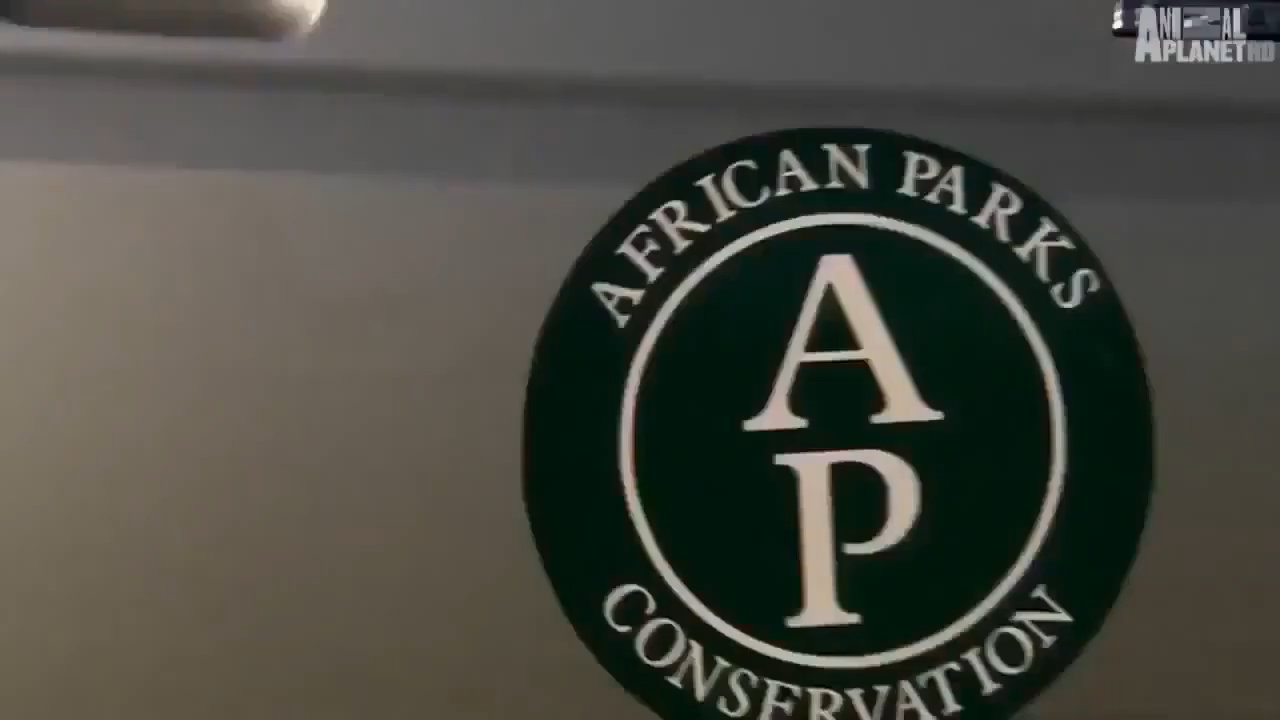 ANIMAL
PLANET HD
AFRICAN PARKS
A
P
CONSERVATION